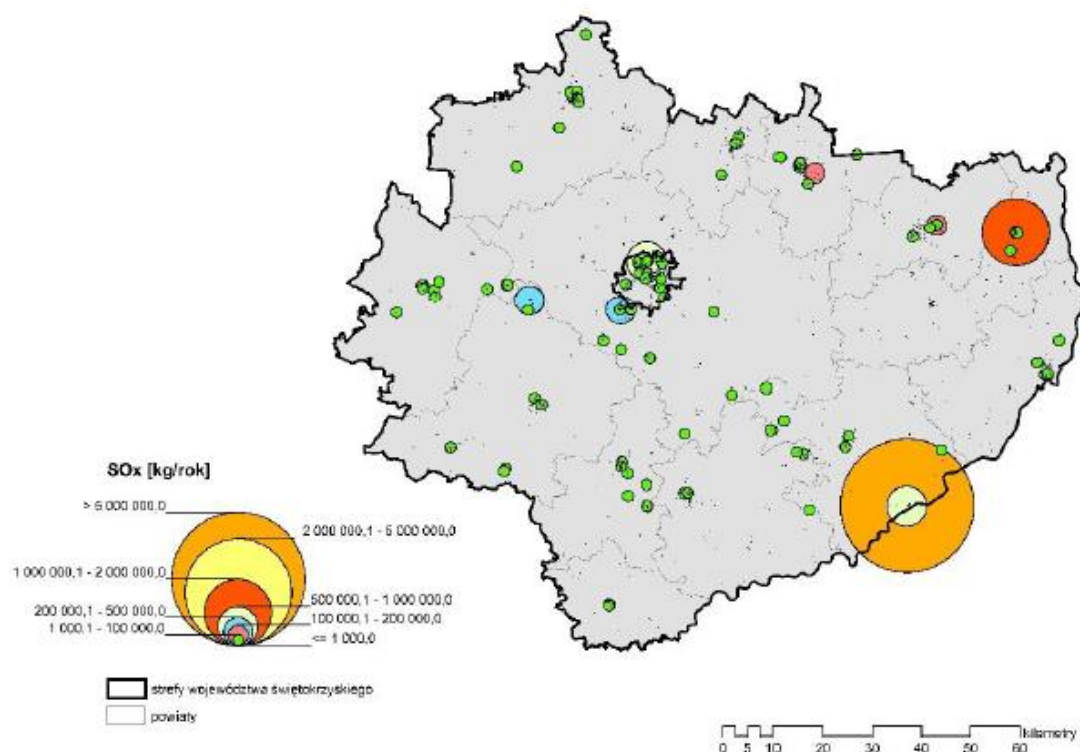 SOx [kg/rok]
> 5 000 000,0
2 000 000,1 - 5 000 000,0
1 000 000,1 - 2 000 000,0
500 000,1 - 1 000 000,0
200 000,1 - 500 000,0
100 000,1 - 200 000,0
1 000,1 - 100 000,0
<= 1 000,0
strefy województwa świętokrzyskiego
powiaty
kilometry
0 5 10 20 30 40 50 60